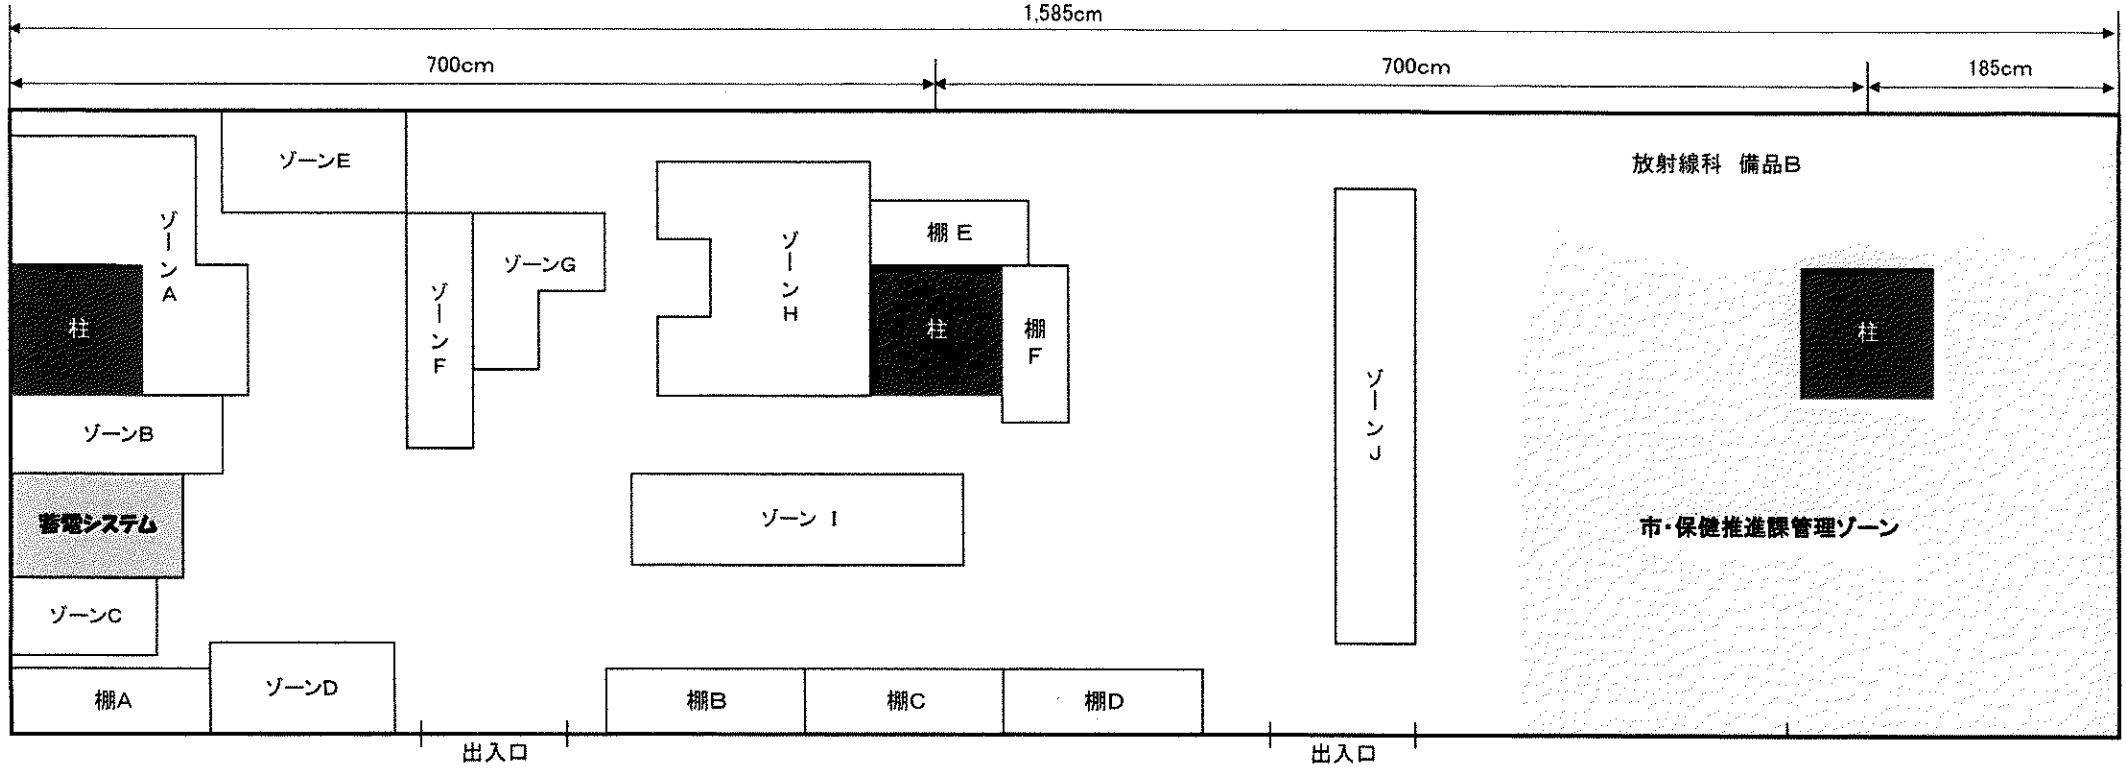 1,585cm
700cm
700cm
185cm
ゾーンE
放射線科 備品B
ゾーンA
棚 E
ゾーンG
ゾーンH
ゾーンF
柱
柱
棚F
柱
ゾーンJ
ゾーンB
蓄電システム
ゾーン I
市・保健推進課管理ゾーン
ゾーンC
ゾーンD
棚A
棚B
棚C
棚D
出入口
出入口